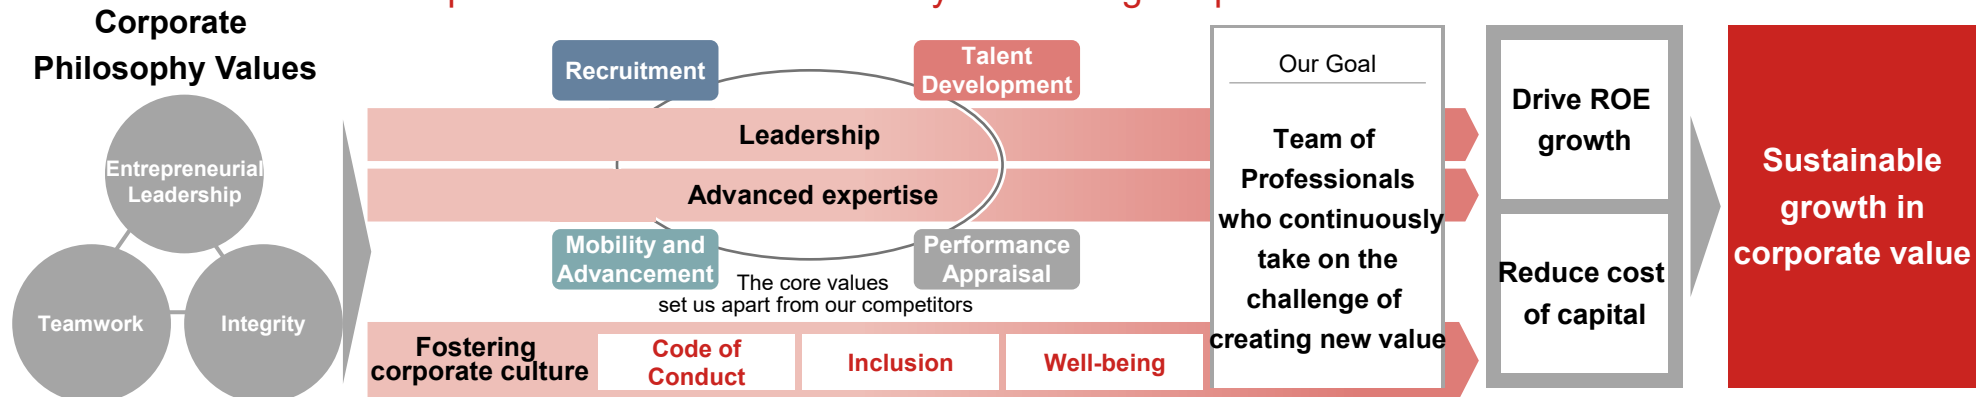 Corporate
Philosophy Values
Entrepreneurial
Leadership
Teamwork
Integrity
Recruitment
Talent
Development
Leadership
Advanced expertise
Mobility and
Advancement
Performance
Appraisal
The core values
set us apart from our competitors
Fostering
corporate culture
Code of
Conduct
Inclusion
Well-being
Our Goal
Team of
Professionals
who continuously
take on the
challenge of
creating new value
Drive ROE
growth
Reduce cost
of capital
Sustainable
growth in
corporate value